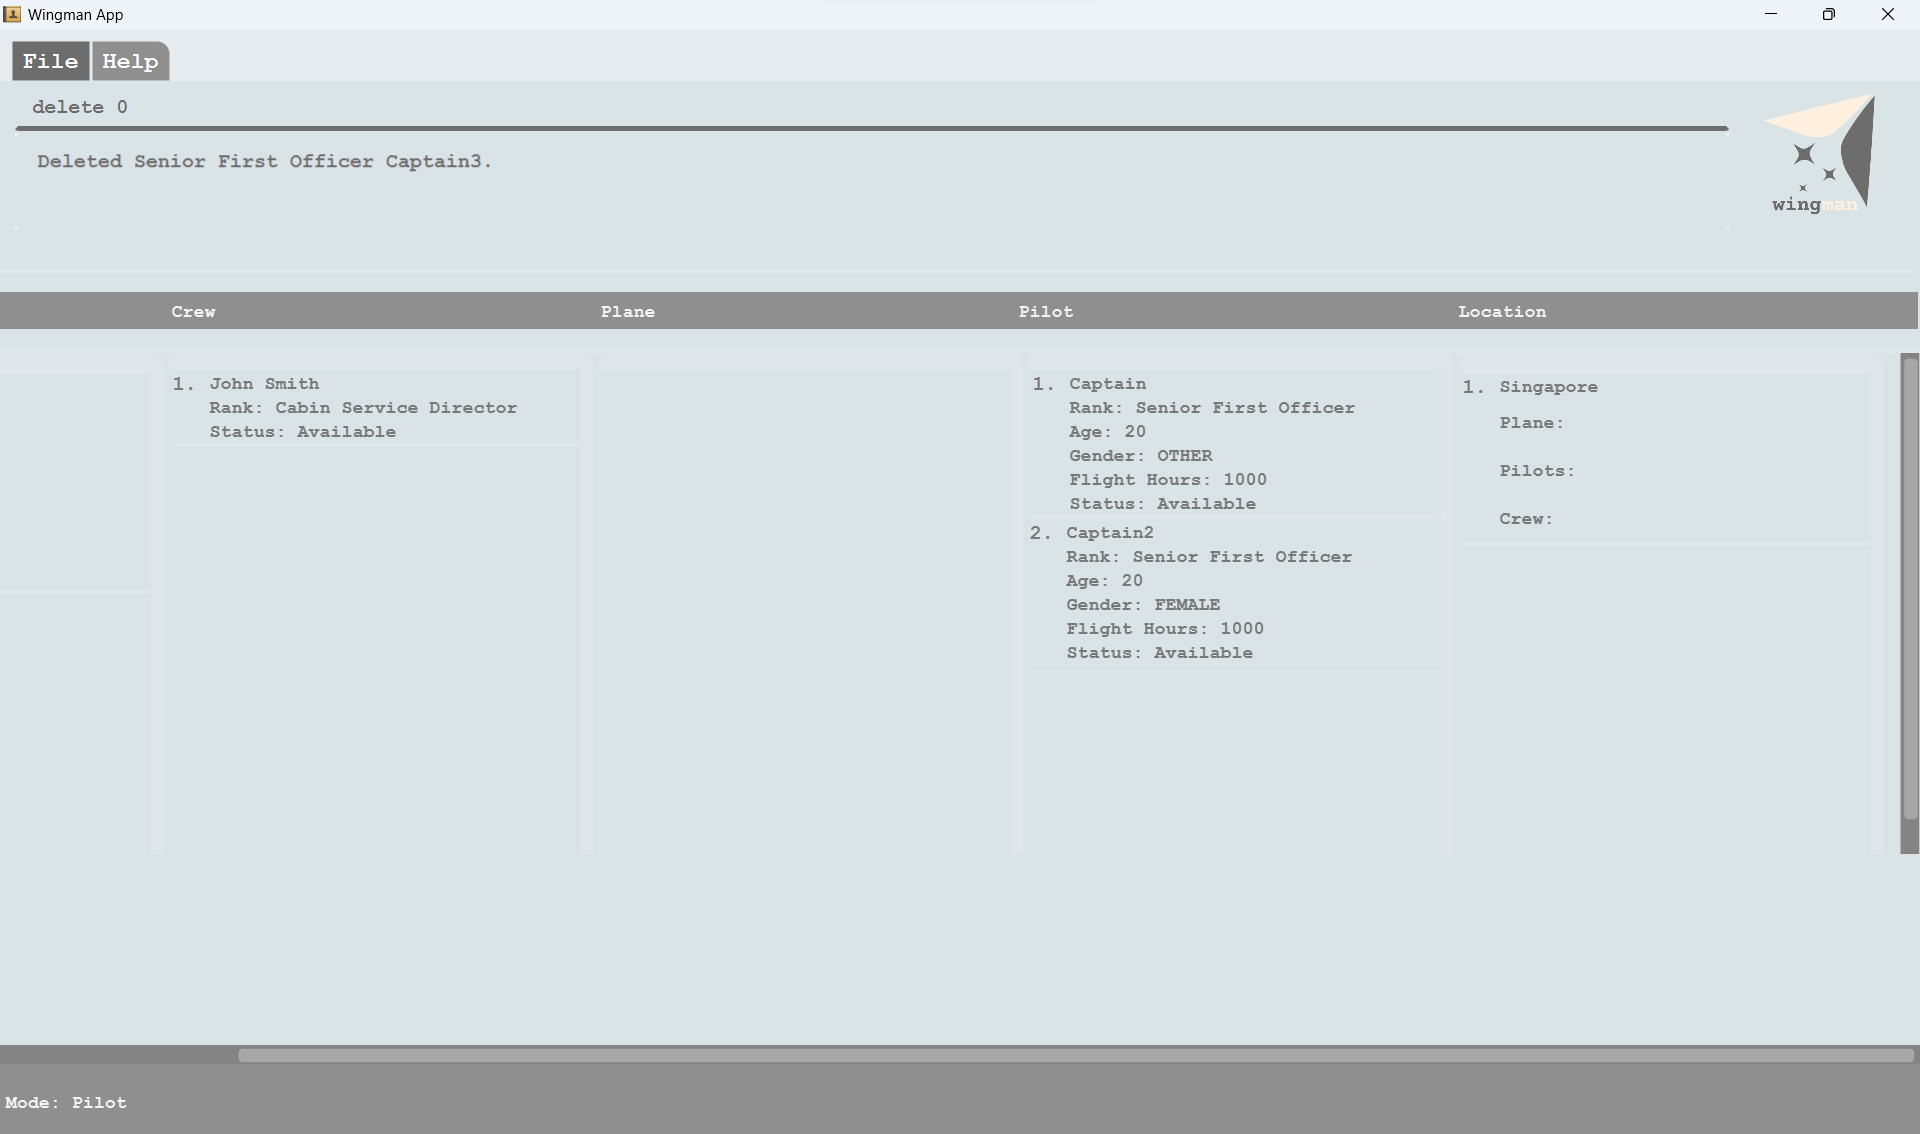 Wingman App
File Help
delete 0
Deleted Senior First Officer Captain3.
wingman
Crew Plane Pilot Location
1. John Smith
Rank: Cabin Service Director
Status: Available
1. Captain
Rank: Senior First Officer
Age: 20
Gender: OTHER
Flight Hours: 1000
Status: Available
2. Captain2
Rank: Senior First Officer
Age: 20
Gender: FEMALE
Flight Hours: 1000
Status: Available
1. Singapore
Plane:
Pilots:
Crew:
Mode: Pilot